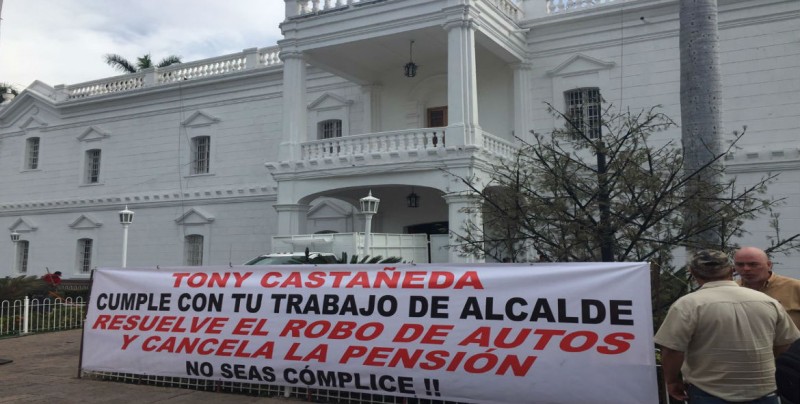 TONY CASTAÑEDA
CUMPLE CON TU TRABAJO DE ALCALDE
RESUELVE EL ROBO DE AUTOS
Y CANCELA LA PENSIÓN
NO SEAS CÓMPLICE !!